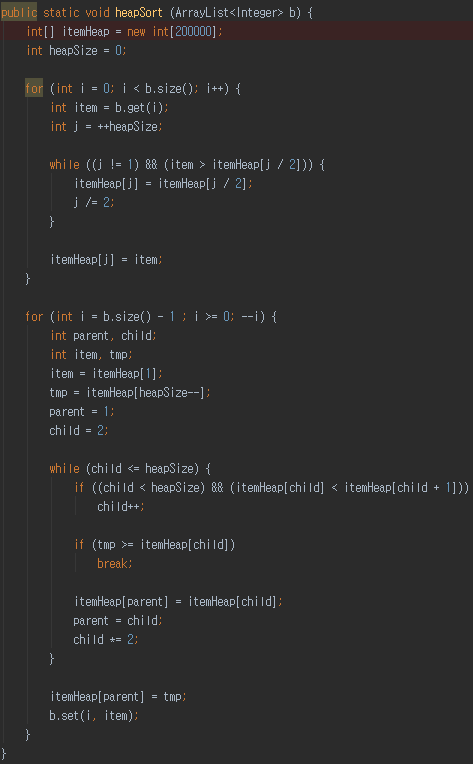 public static void heapSort (ArrayList<Integer> b) {
    int[] itemHeap = new int[200000];
    int heapSize = 0;

    for (int i = 0; i < b.size(); i++) {
        int item = b.get(i);
        int j = ++heapSize;

        while ((j != 1) && (item > itemHeap[j / 2])) {
            itemHeap[j] = itemHeap[j / 2];
            j /= 2;
        }

        itemHeap[j] = item;
    }

    for (int i = b.size() - 1 ; i >= 0; --i) {
        int parent, child;
        int item, tmp;
        item = itemHeap[1];
        tmp = itemHeap[heapSize--];
        parent = 1;
        child = 2;

        while (child <= heapSize) {
            if ((child < heapSize) && (itemHeap[child] < itemHeap[child + 1]))
                child++;

            if (tmp >= itemHeap[child])
                break;

            itemHeap[parent] = itemHeap[child];
            parent = child;
            child *= 2;
        }

        itemHeap[parent] = tmp;
        b.set(i, item);
    }
}